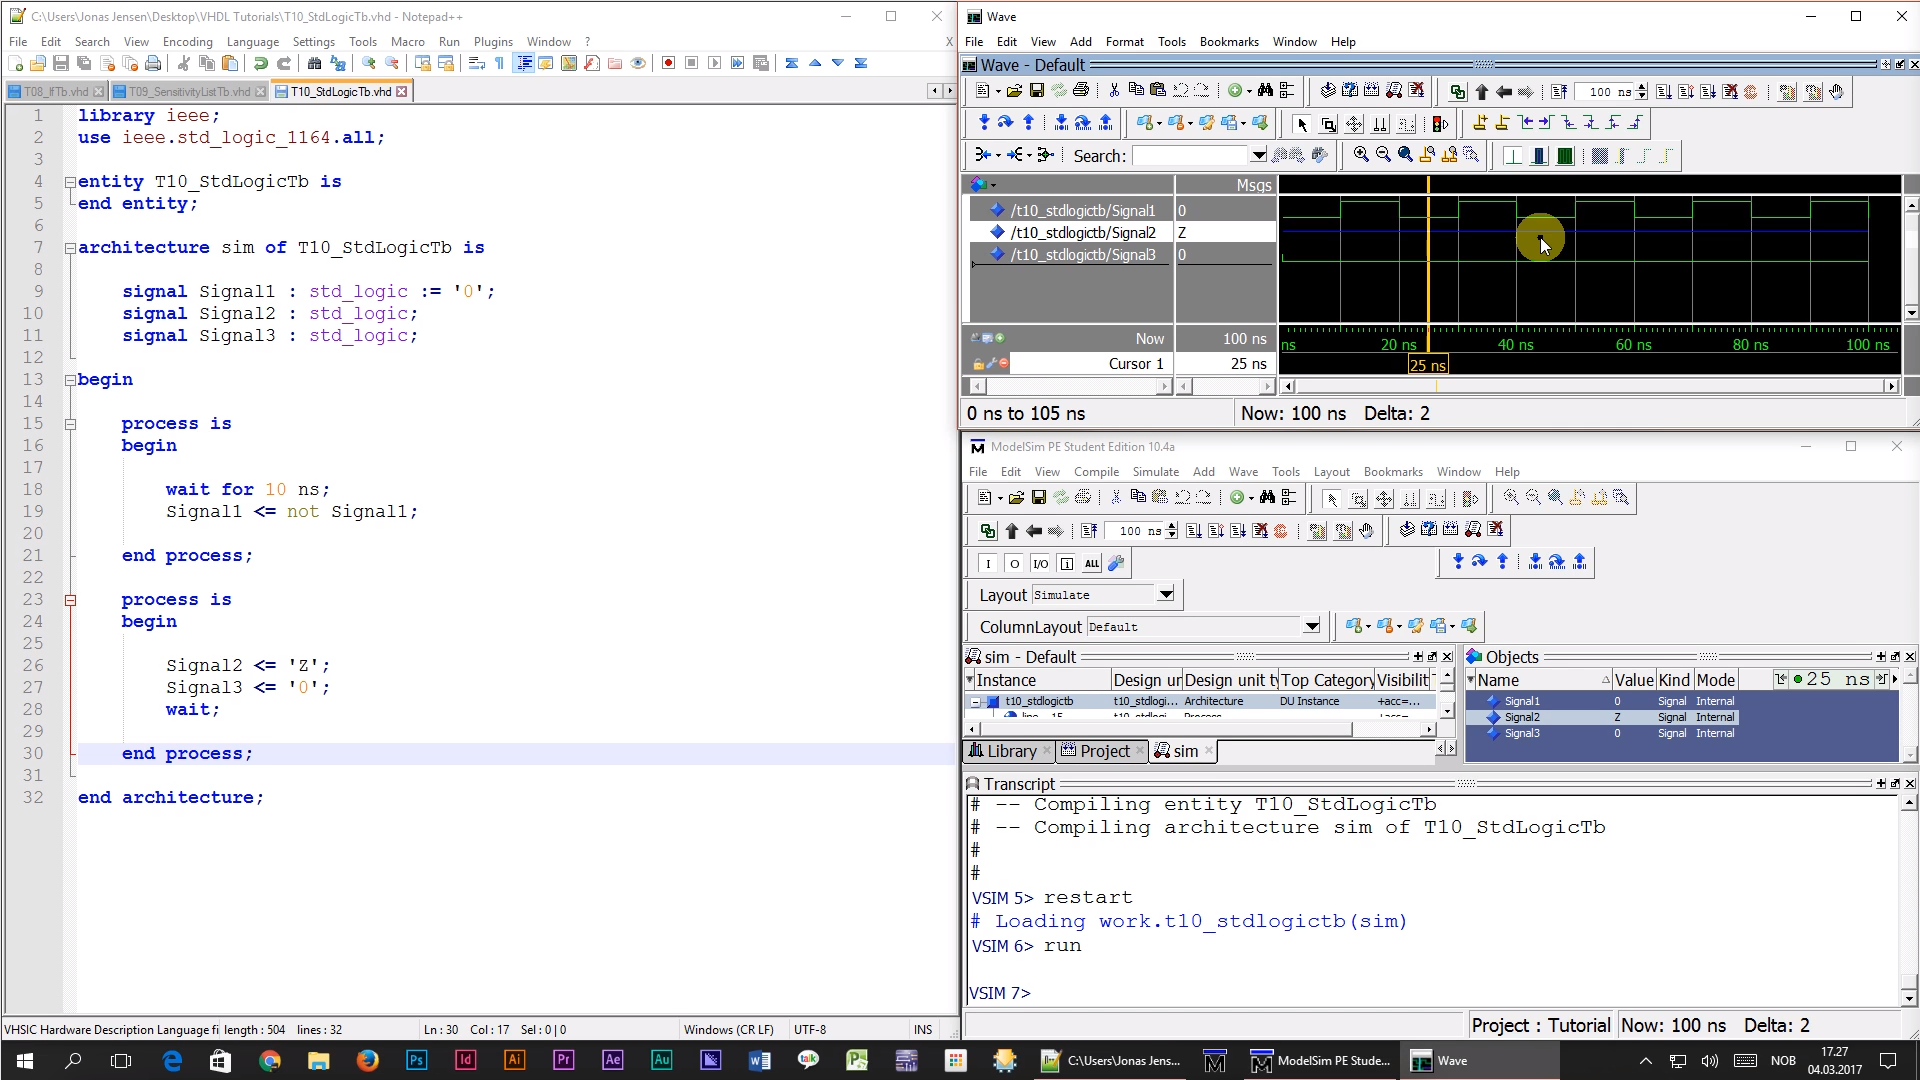 C:\Users\Jonas Jensen\Desktop\VHDL Tutorials\T10_StdLogicTb.vhd - Notepad++
File Edit Search View Encoding Language Settings Tools Macro Run Plugins Window ? X
T08_IfTb.vhd T09_SensitivityListTb.vhd T10_StdLogicTb.vhd
1 library ieee;
2 use ieee.std_logic_1164.all;
3
4 entity T10_StdLogicTb is
5 end entity;
6
7 architecture sim of T10_StdLogicTb is
8
9 signal Signal1 : std_logic := '0';
10 signal Signal2 : std_logic;
11 signal Signal3 : std_logic;
12
13 begin
14
15 process is
16 begin
17
18 wait for 10 ns;
19 Signal1 <= not Signal1;
20
21 end process;
22
23 process is
24 begin
25
26 Signal2 <= 'Z';
27 Signal3 <= '0';
28 wait;
29
30 end process;
31
32 end architecture;
VHSIC Hardware Description Language fi length : 504 lines : 32 Ln : 30 Col : 17 Sel : 0 | 0 Windows (CR LF) UTF-8 INS
Wave
File Edit View Add Format Tools Bookmarks Window Help
Wave - Default
100 ns
Search:
Msgs
/t10_stdlogictb/Signal1 0
/t10_stdlogictb/Signal2 Z
/t10_stdlogictb/Signal3 0
Now 100 ns ns 20 ns 40 ns 60 ns 80 ns 100 ns
Cursor 1 25 ns 25 ns
0 ns to 105 ns Now: 100 ns Delta: 2
ModelSim PE Student Edition 10.4a
File Edit View Compile Simulate Add Wave Tools Layout Bookmarks Window Help
100 ns
I O I/O ALL
Layout Simulate
ColumnLayout Default
sim - Default
Instance Design ur Design unit ty Top Category Visibilit
t10_stdlogictb t10_stdlogi... Architecture DU Instance +acc=...
line__15 t10_stdlogi... Process +acc=...
Library Project sim
Objects
Name Value Kind Mode 25 ns
Signal1 0 Signal Internal
Signal2 Z Signal Internal
Signal3 0 Signal Internal
Transcript
# -- Compiling entity T10_StdLogicTb
# -- Compiling architecture sim of T10_StdLogicTb
#
#
VSIM 5> restart
# Loading work.t10_stdlogictb(sim)
VSIM 6> run
VSIM 7>
Project : Tutorial Now: 100 ns Delta: 2
Ps Id Ai Pr Ae Au talk C:\Users\Jonas Jens... ModelSim PE Stude... Wave NOB 17.27
04.03.2017